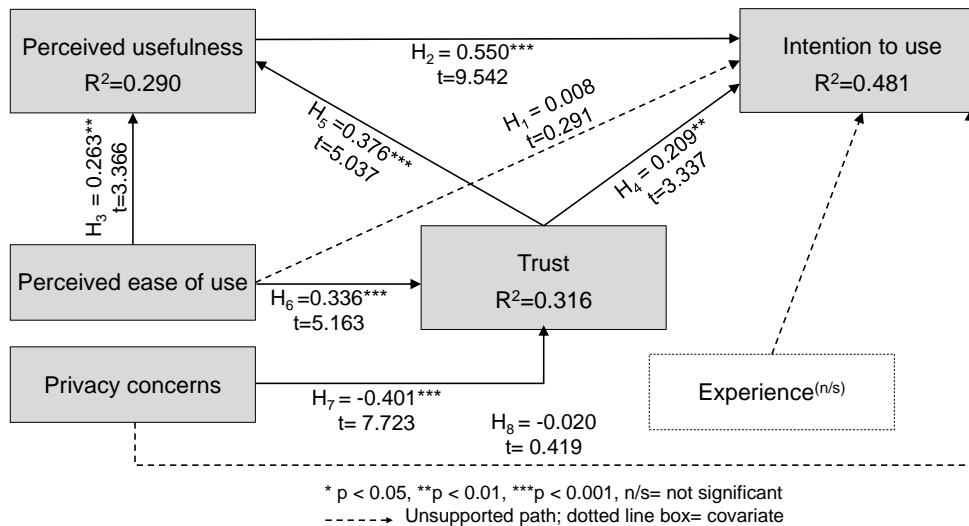 Perceived usefulness
R²=0.290
H₂ = 0.550***
t=9.542
Intention to use
R²=0.481
H₁ = 0.008
t=0.291
H₅ = 0.376***
t=5.037
H₄ = 0.209**
t=3.337
H₃ = 0.263**
t=3.366
Perceived ease of use
H₆ =0.336***
t=5.163
Trust
R²=0.316
Privacy concerns
H₇ = -0.401***
t= 7.723
H₈ = -0.020
t= 0.419
Experience⁽ⁿ/ˢ⁾
* p < 0.05, **p < 0.01, ***p < 0.001, n/s= not significant
Unsupported path; dotted line box= covariate